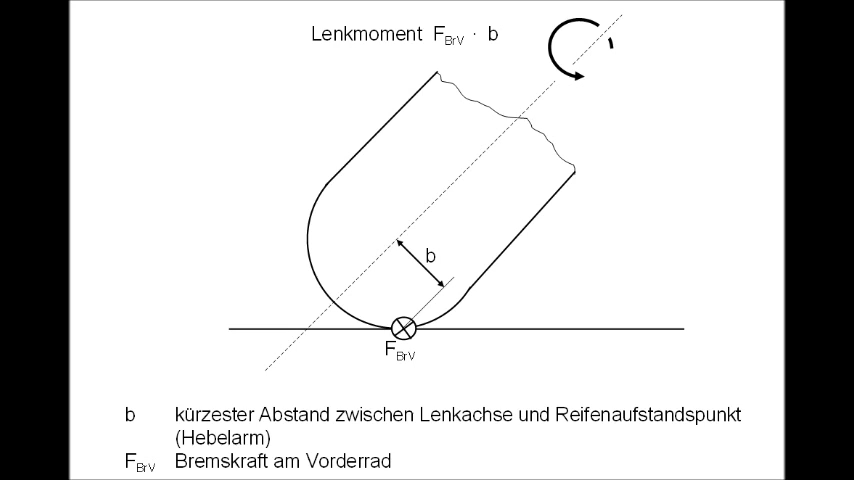 Lenkmoment F_BrV · b
b
F_BrV
b kürzester Abstand zwischen Lenkachse und Reifenaufstandspunkt
(Hebelarm)
F_BrV Bremskraft am Vorderrad